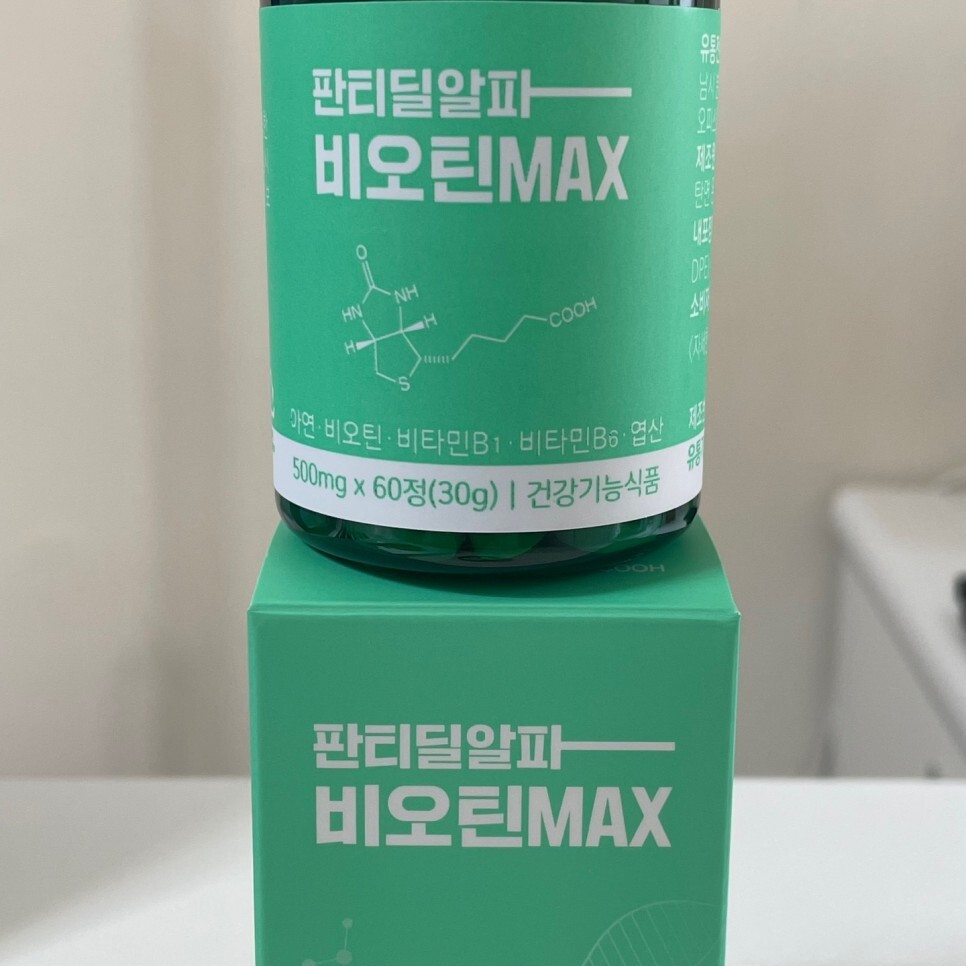 판티딜알파
비오틴MAX
O
HN
NH
H
H
S
COOH
아연·비오틴·비타민B1·비타민B6·엽산
500mg x 60정(30g) | 건강기능식품
COOH
판티딜알파
비오틴MAX